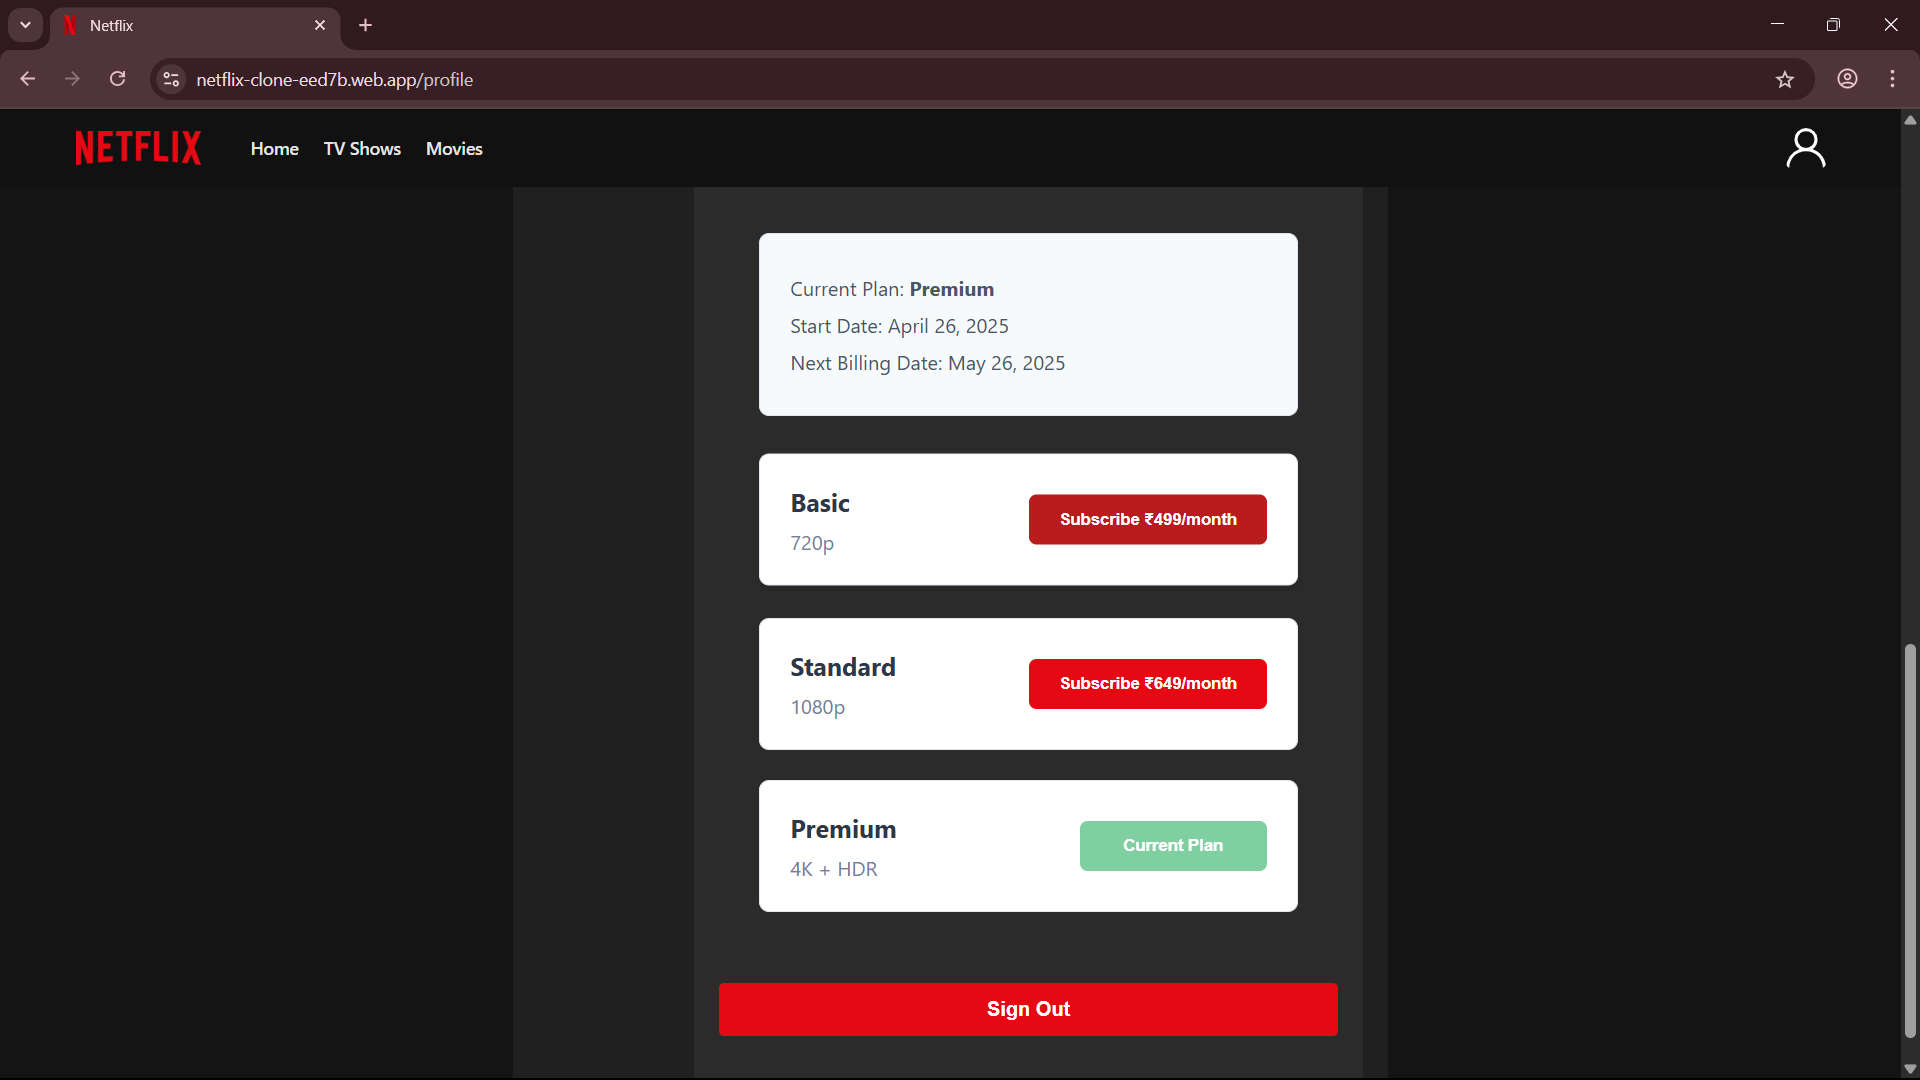 Netflix
netflix-clone-eed7b.web.app/profile
NETFLIX Home TV Shows Movies
Current Plan: Premium
Start Date: April 26, 2025
Next Billing Date: May 26, 2025
Basic
720p
Subscribe ₹499/month
Standard
1080p
Subscribe ₹649/month
Premium
4K + HDR
Current Plan
Sign Out